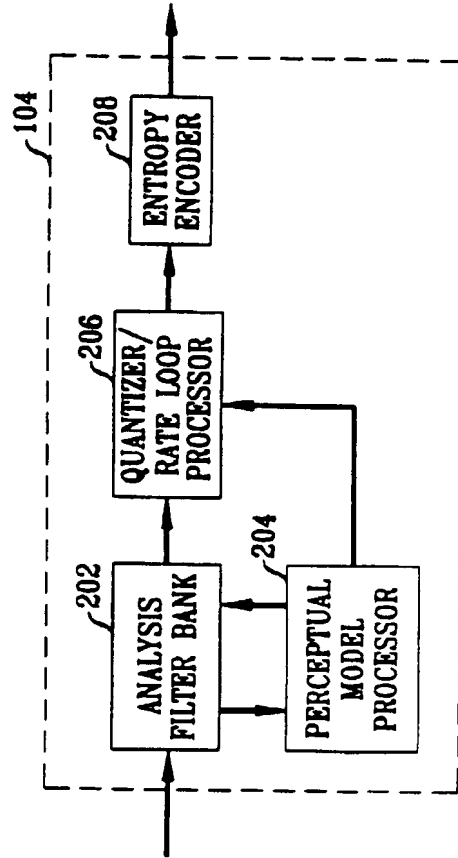 104
202
ANALYSIS
FILTER BANK
204
PERCEPTUAL
MODEL
PROCESSOR
206
QUANTIZER/
RATE LOOP
PROCESSOR
208
ENTROPY
ENCODER